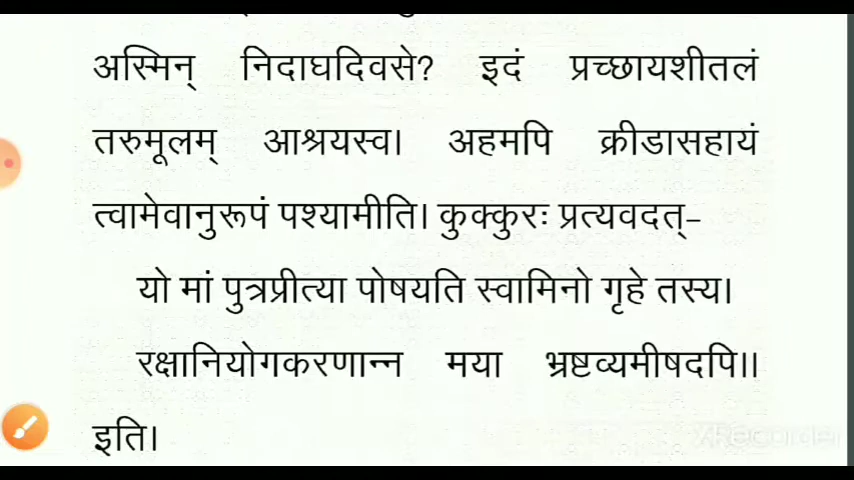 अस्मिन् निदाघदिवसे? इदं प्रच्छायशीतलं
तरुमूलम् आश्रयस्व। अहमपि क्रीडासहायं
त्वामेवानुरूपं पश्यामीति। कुक्कुरः प्रत्यवदत्–
यो मां पुत्रप्रीत्या पोषयति स्वामिनो गृहे तस्य।
रक्षानियोगकरणान्न मया भ्रष्टव्यमीषदपि।।
इति।
XRecorder